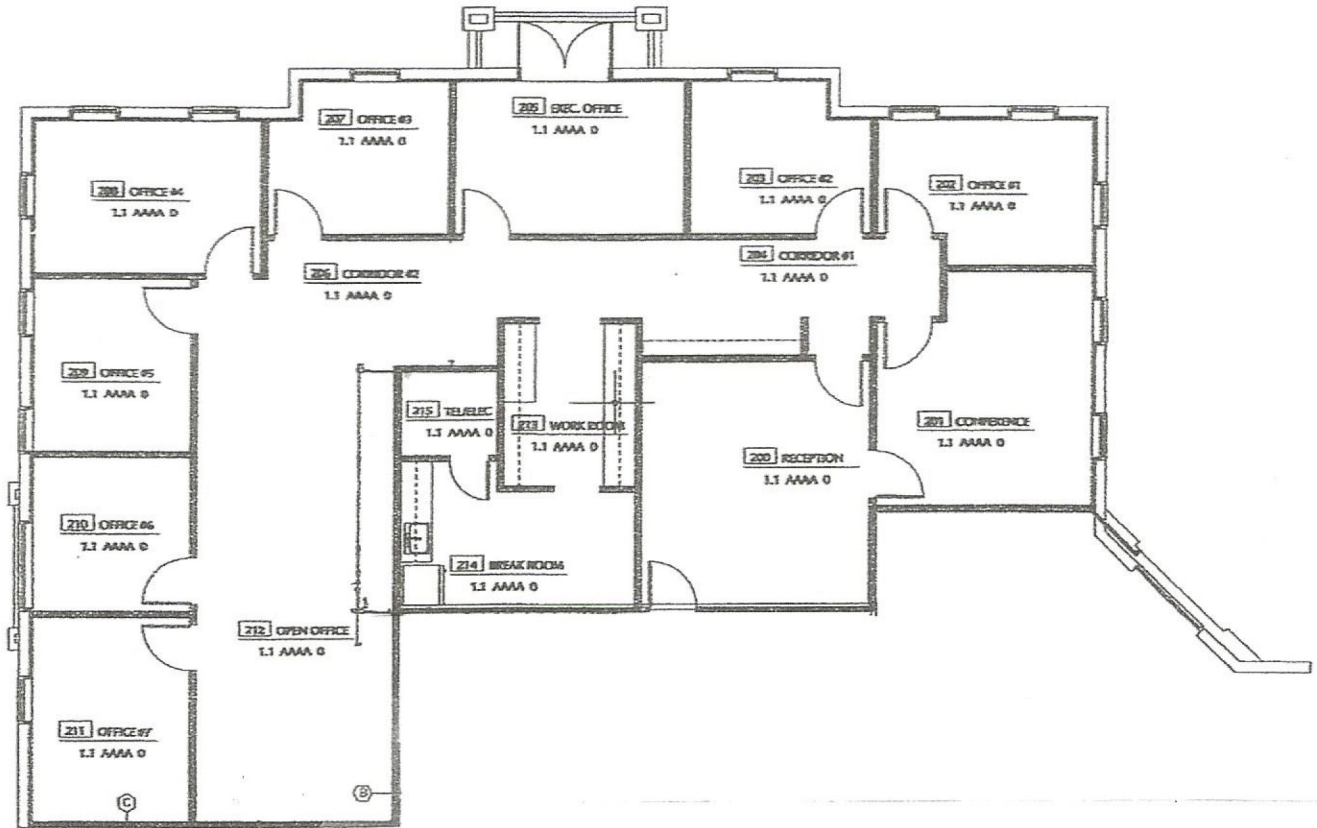 207 OFFICE #3
1.1 AAAA 0
205 EXEC. OFFICE
1.1 AAAA 0
208 OFFICE #4
1.1 AAAA 0
203 OFFICE #2
1.1 AAAA 0
202 OFFICE #1
1.1 AAAA 0
206 CORRIDOR #2
1.1 AAAA 0
204 CORRIDOR #1
1.1 AAAA 0
209 OFFICE #5
1.1 AAAA 0
215 TEL/ELEC
1.1 AAAA 0
213 WORK ROOM
1.1 AAAA 0
201 CONFERENCE
1.1 AAAA 0
200 RECEPTION
1.1 AAAA 0
210 OFFICE #6
1.1 AAAA 0
214 BREAK ROOM
1.1 AAAA 0
212 OPEN OFFICE
1.1 AAAA 0
211 OFFICE #7
1.1 AAAA 0
C
B